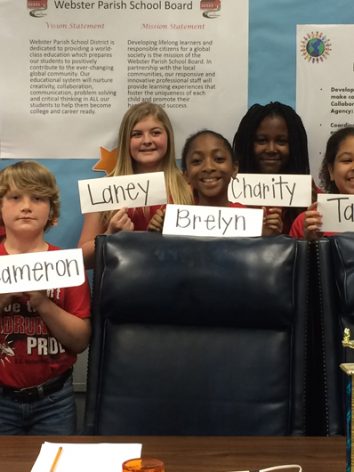 Webster Parish School Board
Vision Statement
Webster Parish School District is
dedicated to providing a world-
class education which prepares
our students to positively
contribute to the ever-changing
global community. Our
educational system will nurture
creativity, collaboration,
communication, problem solving
and critical thinking in ALL our
students to help them become
college and career ready.
Mission Statement
Developing lifelong learners and
responsible citizens for a global
society is the mission of the
Webster Parish School Board. In
partnership with the local
communities, our responsive and
innovative professional staff will
provide learning experiences that
foster the uniqueness of each
child and promote their
and success
Laney
Charity
Brelyn
Cameron
Ta